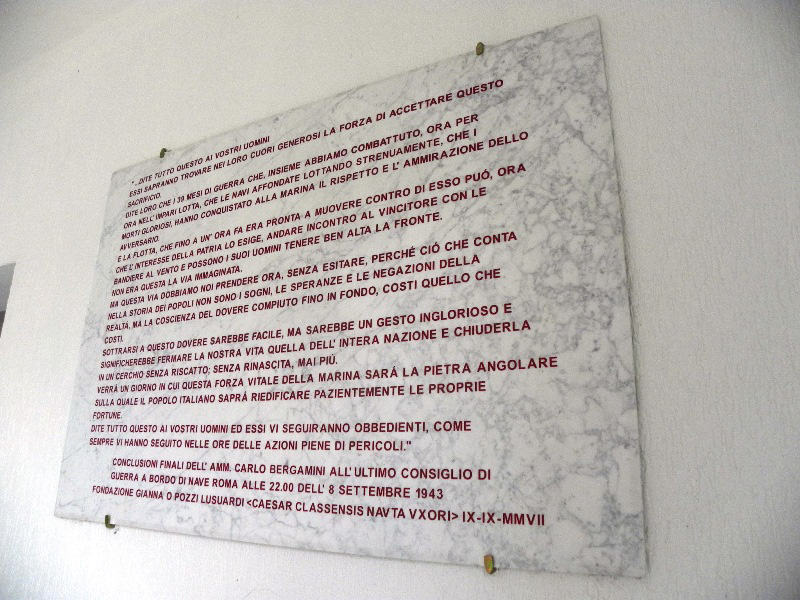 "..DITE TUTTO QUESTO AI VOSTRI UOMINI
ESSI SAPRANNO TROVARE NEI LORO CUORI GENEROSI LA FORZA DI ACCETTARE QUESTO
SACRIFICIO.
DITE LORO CHE I 39 MESI DI GUERRA CHE, INSIEME ABBIAMO COMBATTUTO, ORA PER
ORA NELL' IMPARI LOTTA, CHE LE NAVI AFFONDATE LOTTANDO STRENUAMENTE, CHE I
MORTI GLORIOSI, HANNO CONQUISTATO ALLA MARINA IL RISPETTO E L' AMMIRAZIONE DELLO
AVVERSARIO.
E LA FLOTTA, CHE FINO A UN' ORA FA ERA PRONTA A MUOVERE CONTRO DI ESSO PUÓ, ORA
CHE L' INTERESSE DELLA PATRIA LO ESIGE, ANDARE INCONTRO AL VINCITORE CON LE
BANDIERE AL VENTO E POSSONO I SUOI UOMINI TENERE BEN ALTA LA FRONTE.
NON ERA QUESTA LA VIA IMMAGINATA.
MA QUESTA VIA DOBBIAMO NOI PRENDERE ORA, SENZA ESITARE, PERCHÉ CIÓ CHE CONTA
NELLA STORIA DEI POPOLI NON SONO I SOGNI, LE SPERANZE E LE NEGAZIONI DELLA
REALTÁ, MA LA COSCIENZA DEL DOVERE COMPIUTO FINO IN FONDO, COSTI QUELLO CHE
COSTI.
SOTTRARSI A QUESTO DOVERE SAREBBE FACILE, MA SAREBBE UN GESTO INGLORIOSO E
SIGNIFICHEREBBE FERMARE LA NOSTRA VITA QUELLA DELL' INTERA NAZIONE E CHIUDERLA
IN UN CERCHIO SENZA RISCATTO; SENZA RINASCITA, MAI PIÚ.
VERRÁ UN GIORNO IN CUI QUESTA FORZA VITALE DELLA MARINA SARÁ LA PIETRA ANGOLARE
SULLA QUALE IL POPOLO ITALIANO SAPRÁ RIEDIFICARE PAZIENTEMENTE LE PROPRIE
FORTUNE.
DITE TUTTO QUESTO AI VOSTRI UOMINI ED ESSI VI SEGUIRANNO OBBEDIENTI, COME
SEMPRE VI HANNO SEGUITO NELLE ORE DELLE AZIONI PIENE DI PERICOLI."
CONCLUSIONI FINALI DELL' AMM. CARLO BERGAMINI ALL'ULTIMO CONSIGLIO DI
GUERRA A BORDO DI NAVE ROMA ALLE 22.00 DELL' 8 SETTEMBRE 1943
FONDAZIONE GIANNA O POZZI LUSUARDI <CAESAR CLASSENSIS NAVTA VXORI> IX-IX-MMVII